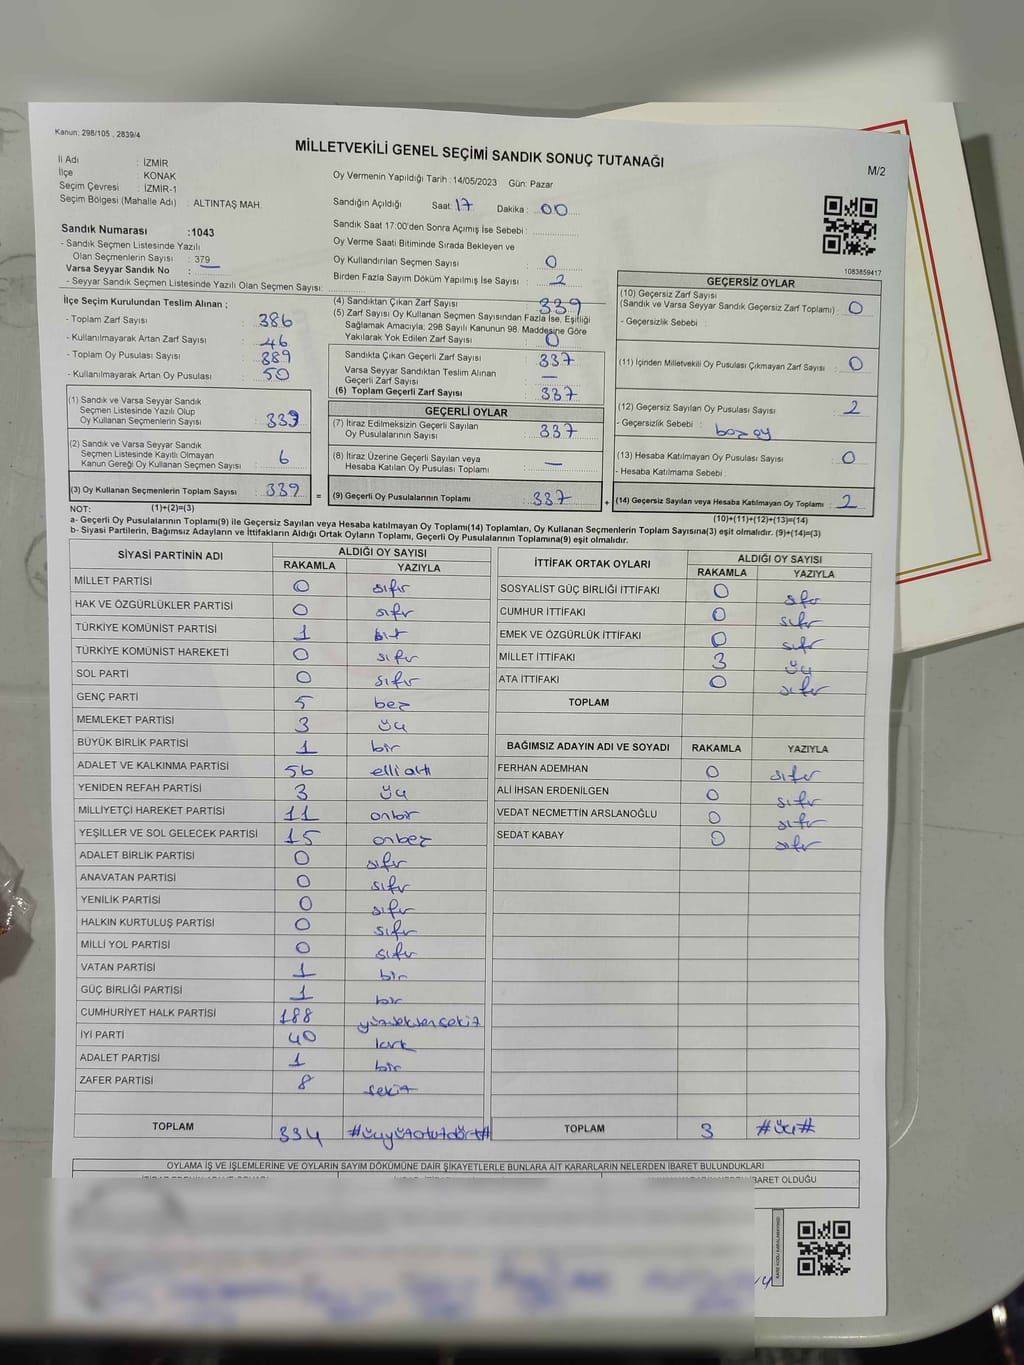 Kanun: 298/105 , 2839/4
MİLLETVEKİLİ GENEL SEÇİMİ SANDIK SONUÇ TUTANAĞI
M/2
İl Adı : İZMİR
İlçe : KONAK
Seçim Çevresi : İZMİR-1
Seçim Bölgesi (Mahalle Adı) : ALTINTAŞ MAH.
Oy Vermenin Yapıldığı Tarih : 14/05/2023 Gün: Pazar
Sandığın Açıldığı Saat: 17 Dakika : 00
Sandık Saat 17:00'den Sonra Açımış İse Sebebi :
Oy Verme Saati Bitiminde Sırada Bekleyen ve
Oy Kullandırılan Seçmen Sayısı : 0
Birden Fazla Sayım Döküm Yapılmış İse Sayısı : 2
Sandık Numarası :1043
- Sandık Seçmen Listesinde Yazılı
Olan Seçmenlerin Sayısı : 379
Varsa Seyyar Sandık No :
- Seyyar Sandık Seçmen Listesinde Yazılı Olan Seçmen Sayısı:
1083859417
İlçe Seçim Kurulundan Teslim Alınan ;
- Toplam Zarf Sayısı : 386
- Kullanılmayarak Artan Zarf Sayısı : 46
- Toplam Oy Pusulası Sayısı : 389
- Kullanılmayarak Artan Oy Pusulası : 50
(1) Sandık ve Varsa Seyyar Sandık
Seçmen Listesinde Yazılı Olup
Oy Kullanan Seçmenlerin Sayısı : 333
(2) Sandık ve Varsa Seyyar Sandık
Seçmen Listesinde Kayıtlı Olmayan
Kanun Gereği Oy Kullanan Seçmen Sayısı : 6
(3) Oy Kullanan Seçmenlerin Toplam Sayısı : 339
(4) Sandıktan Çıkan Zarf Sayısı 339
(5) Zarf Sayısı Oy Kullanan Seçmen Sayısından Fazla İse, Eşitliği
Sağlamak Amacıyla; 298 Sayılı Kanunun 98. Maddesine Göre
Yakılarak Yok Edilen Zarf Sayısı : 0
Sandıkta Çıkan Geçerli Zarf Sayısı : 337
Varsa Seyyar Sandıktan Teslim Alınan
Geçerli Zarf Sayısı : —
(6) Toplam Geçerli Zarf Sayısı : 337
GEÇERLİ OYLAR
(7) İtiraz Edilmeksizin Geçerli Sayılan
Oy Pusulalarının Sayısı : 337
(8) İtiraz Üzerine Geçerli Sayılan veya
Hesaba Katılan Oy Pusulası Toplamı : —
= (9) Geçerli Oy Pusulalarının Toplamı : 337
GEÇERSİZ OYLAR
(10) Geçersiz Zarf Sayısı
(Sandık ve Varsa Seyyar Sandık Geçersiz Zarf Toplamı) : 0
- Geçersizlik Sebebi :
(11) İçinden Milletvekili Oy Pusulası Çıkmayan Zarf Sayısı : 0
(12) Geçersiz Sayılan Oy Pusulası Sayısı : 2
- Geçersizlik Sebebi : boz oy
(13) Hesaba Katılmayan Oy Pusulası Sayısı : 0
- Hesaba Katılmama Sebebi :
+ (14) Geçersiz Sayılan veya Hesaba Katılmayan Oy Toplamı : 2
NOT: (1)+(2)=(3)
(10)+(11)+(12)+(13)=(14)
a- Geçerli Oy Pusulalarının Toplamı(9) ile Geçersiz Sayılan veya Hesaba katılmayan Oy Toplamı(14) Toplamları, Oy Kullanan Seçmenlerin Toplam Sayısına(3) eşit olmalıdır. (9)+(14)=(3)
b- Siyasi Partilerin, Bağımsız Adayların ve İttifakların Aldığı Ortak Oyların Toplamı, Geçerli Oy Pusulalarının Toplamına(9) eşit olmalıdır.
SİYASİ PARTİNİN ADI ALDIĞI OY SAYISI
RAKAMLA YAZIYLA
MİLLET PARTİSİ 0 sıfır
HAK VE ÖZGÜRLÜKLER PARTİSİ 0 sıfır
TÜRKİYE KOMÜNİST PARTİSİ 1 bir
TÜRKİYE KOMÜNİST HAREKETİ 0 sıfır
SOL PARTİ 0 sıfır
GENÇ PARTİ 5 beş
MEMLEKET PARTİSİ 3 üç
BÜYÜK BİRLİK PARTİSİ 1 bir
ADALET VE KALKINMA PARTİSİ 56 elli altı
YENİDEN REFAH PARTİSİ 3 üç
MİLLİYETÇİ HAREKET PARTİSİ 11 onbir
YEŞİLLER VE SOL GELECEK PARTİSİ 15 onbeş
ADALET BİRLİK PARTİSİ 0 sıfır
ANAVATAN PARTİSİ 0 sıfır
YENİLİK PARTİSİ 0 sıfır
HALKIN KURTULUŞ PARTİSİ 0 sıfır
MİLLİ YOL PARTİSİ 0 sıfır
VATAN PARTİSİ 1 bir
GÜÇ BİRLİĞİ PARTİSİ 1 bir
CUMHURİYET HALK PARTİSİ 188 yüzseksensekiz
İYİ PARTİ 40 kırk
ADALET PARTİSİ 1 bir
ZAFER PARTİSİ 8 sekiz
TOPLAM 334 #üçyüzotuzdört#
İTTİFAK ORTAK OYLARI ALDIĞI OY SAYISI
RAKAMLA YAZIYLA
SOSYALİST GÜÇ BİRLİĞİ İTTİFAKI 0 sıfır
CUMHUR İTTİFAKI 0 sıfır
EMEK VE ÖZGÜRLÜK İTTİFAKI 0 sıfır
MİLLET İTTİFAKI 3 üç
ATA İTTİFAKI 0 sıfır
TOPLAM
BAĞIMSIZ ADAYIN ADI VE SOYADI RAKAMLA YAZIYLA
FERHAN ADEMHAN 0 sıfır
ALİ İHSAN ERDENİLGEN 0 sıfır
VEDAT NECMETTİN ARSLANOĞLU 0 sıfır
SEDAT KABAY 0 sıfır
TOPLAM 3 #üç#
OYLAMA İŞ VE İŞLEMLERİNE VE OYLARIN SAYIM DÖKÜMÜNE DAİR ŞİKAYETLERLE BUNLARA AİT KARARLARIN NELERDEN İBARET BULUNDUKLARI
İBARET OLDUĞU